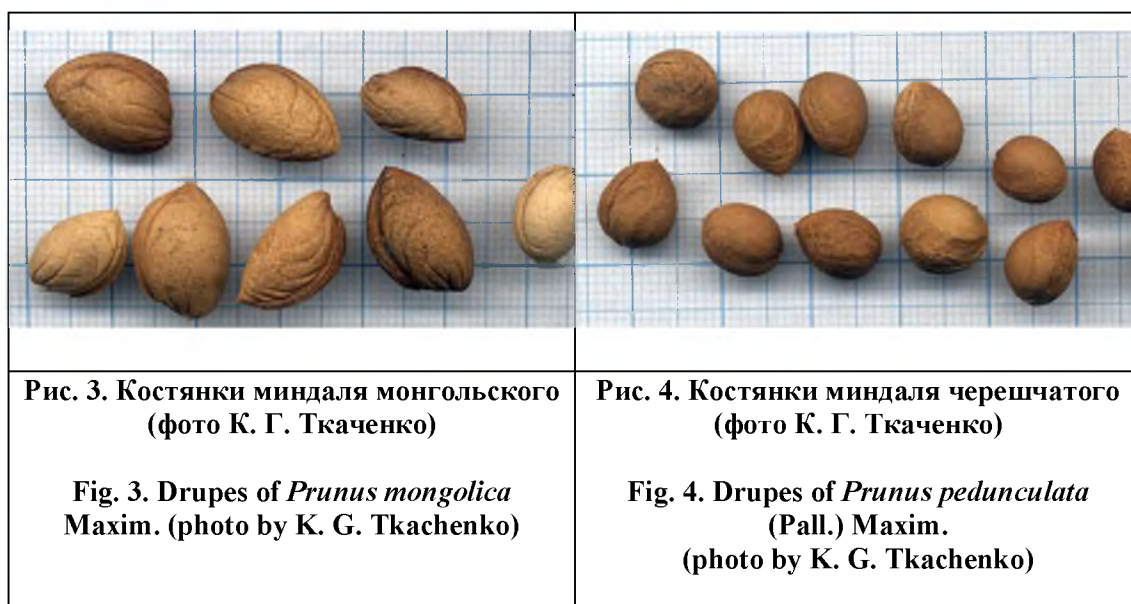 Рис. 3. Костянки миндаля монгольского
(фото К. Г. Ткаченко)
Fig. 3. Drupes of Prunus mongolica
Maxim. (photo by K. G. Tkachenko)
Рис. 4. Костянки миндаля черешчатого
(фото К. Г. Ткаченко)
Fig. 4. Drupes of Prunus pedunculata
(Pall.) Maxim.
(photo by K. G. Tkachenko)